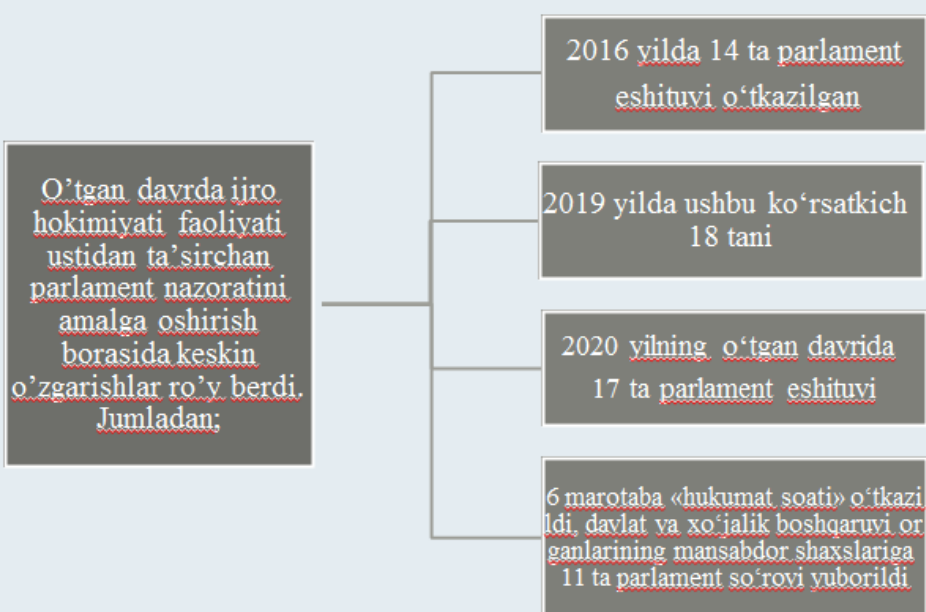 O’tgan davrda ijro
hokimiyati faoliyati
ustidan ta’sirchan
parlament nazoratini
amalga oshirish
borasida keskin
o’zgarishlar ro’y berdi.
Jumladan;
2016 yilda 14 ta parlament
eshituvi o‘tkazilgan
2019 yilda ushbu ko‘rsatkich
18 tani
2020 yilning o‘tgan davrida
17 ta parlament eshituvi
6 marotaba «hukumat soati» o‘tkazi
ldi, davlat va xo‘jalik boshqaruvi or
ganlarining mansabdor shaxslariga
11 ta parlament so‘rovi yuborildi